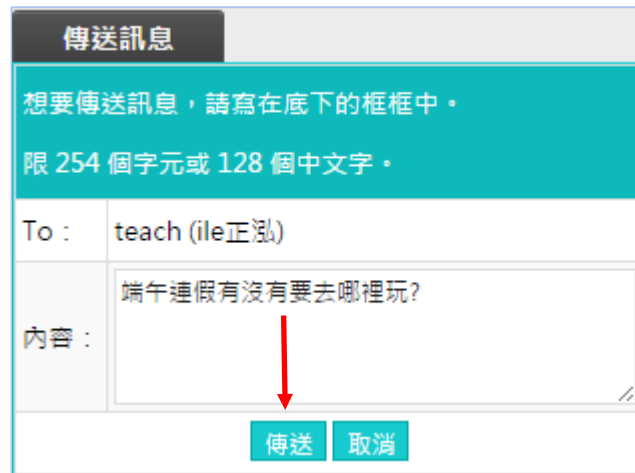 傳送訊息
想要傳送訊息，請寫在底下的框框中。
限 254 個字元或 128 個中文字。
To： teach (ile正泓)
內容： 端午連假有沒有要去哪裡玩?
傳送 取消